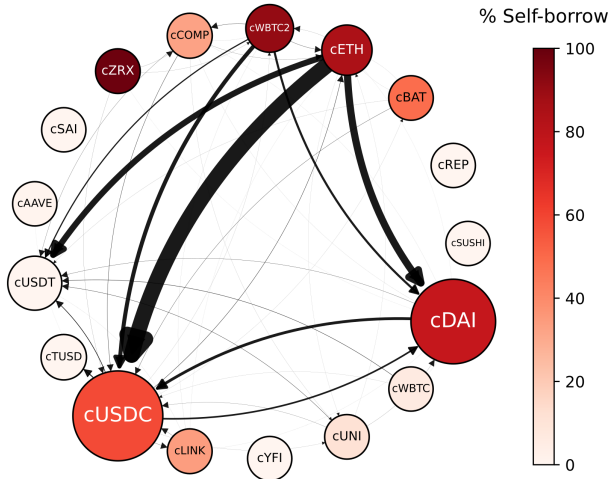 % Self-borrow
cWBTC2
cCOMP
cETH
cZRX
cBAT
cSAI
cREP
cAAVE
cSUSHI
cUSDT
cDAI
cTUSD
cWBTC
cUSDC
cUNI
cLINK
cYFI
100
80
60
40
20
0